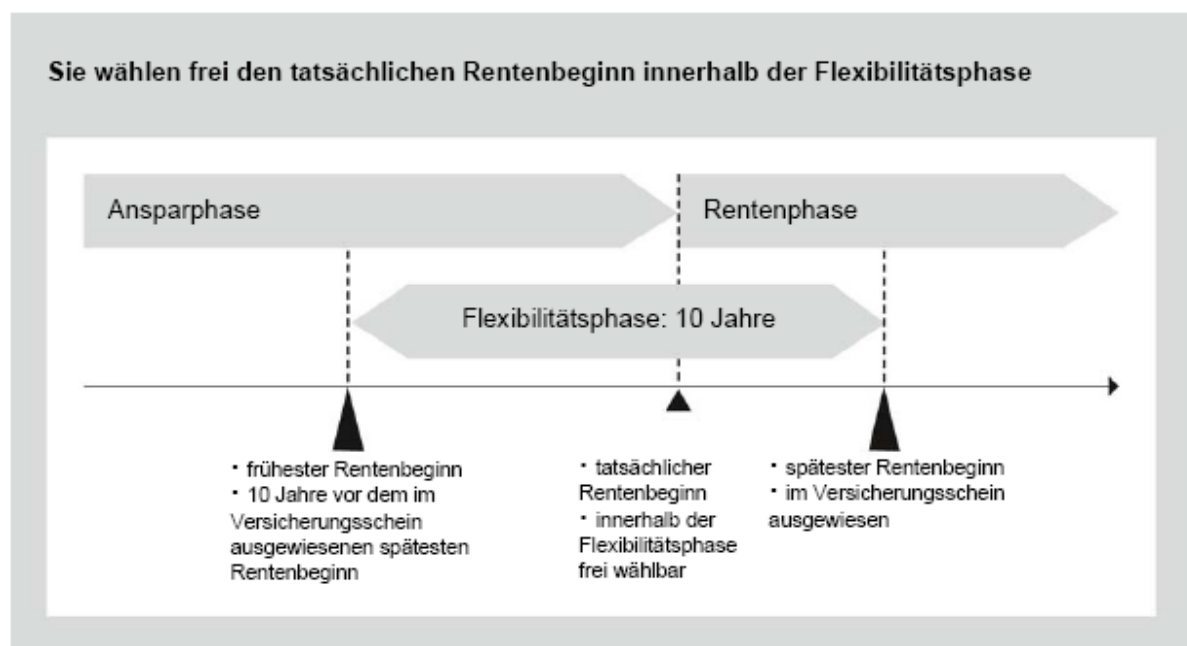 Sie wählen frei den tatsächlichen Rentenbeginn innerhalb der Flexibilitätsphase
Ansparphase
Rentenphase
Flexibilitätsphase: 10 Jahre
· frühester Rentenbeginn
· 10 Jahre vor dem im
Versicherungsschein
ausgewiesenen spätesten
Rentenbeginn
· tatsächlicher
Rentenbeginn
· innerhalb der
Flexibilitätsphase
frei wählbar
· spätester Rentenbeginn
· im Versicherungsschein
ausgewiesen